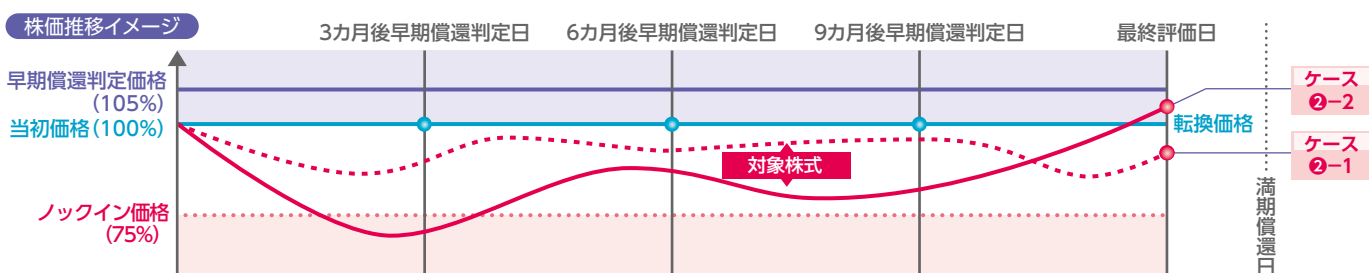 株価推移イメージ
3カ月後早期償還判定日
6カ月後早期償還判定日
9カ月後早期償還判定日
最終評価日
早期償還判定価格
(105%)
当初価格(100%)
ノックイン価格
(75%)
対象株式
転換価格
ケース
❷−2
ケース
❷−1
満期償還日